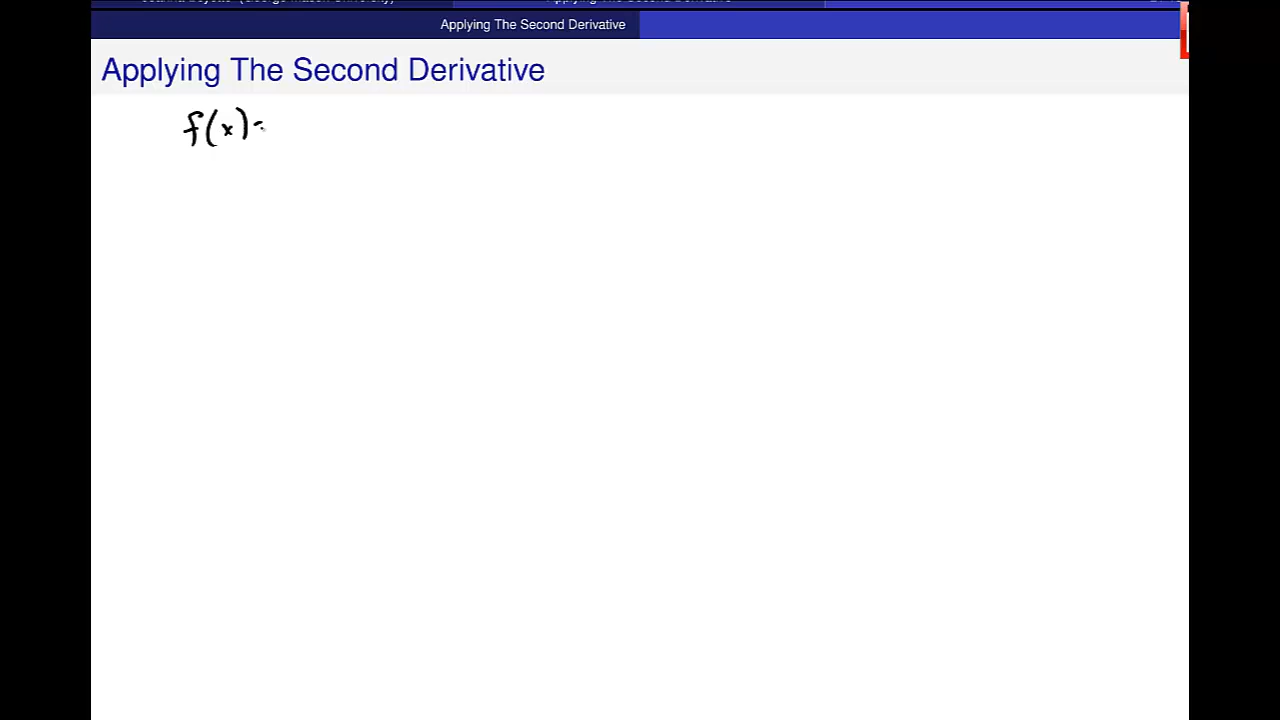 Applying The Second Derivative
Applying The Second Derivative
f(x)=